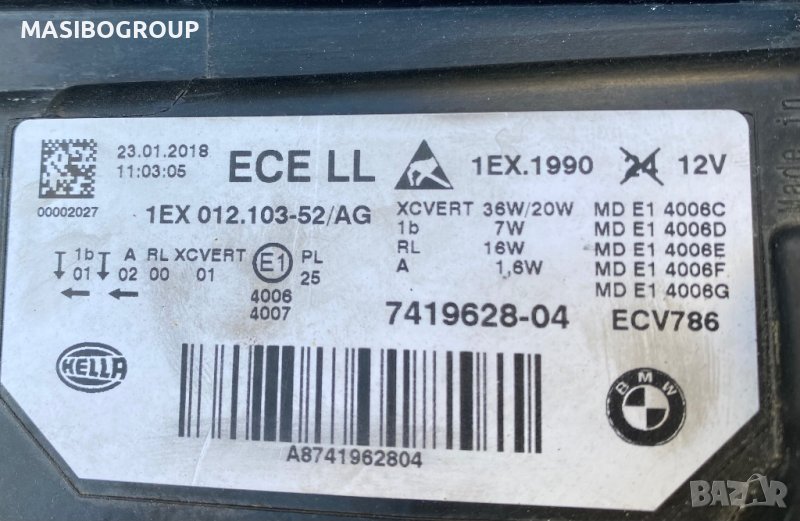 MASIBOGROUP
23.01.2018
11:03:05
ECE LL
1EX.1990
24 12V
00002027
1EX 012.103-52/AG
XCVERT 36W/20W MD E1 4006C
1b 7W MD E1 4006D
RL 16W MD E1 4006E
A 1,6W MD E1 4006F
MD E1 4006G
1b A RL XCVERT E1 PL
01 02 00 01 25
4006
4007
7419628-04 ECV786
HELLA
BMW
A8741962804
Made in
BAZAR